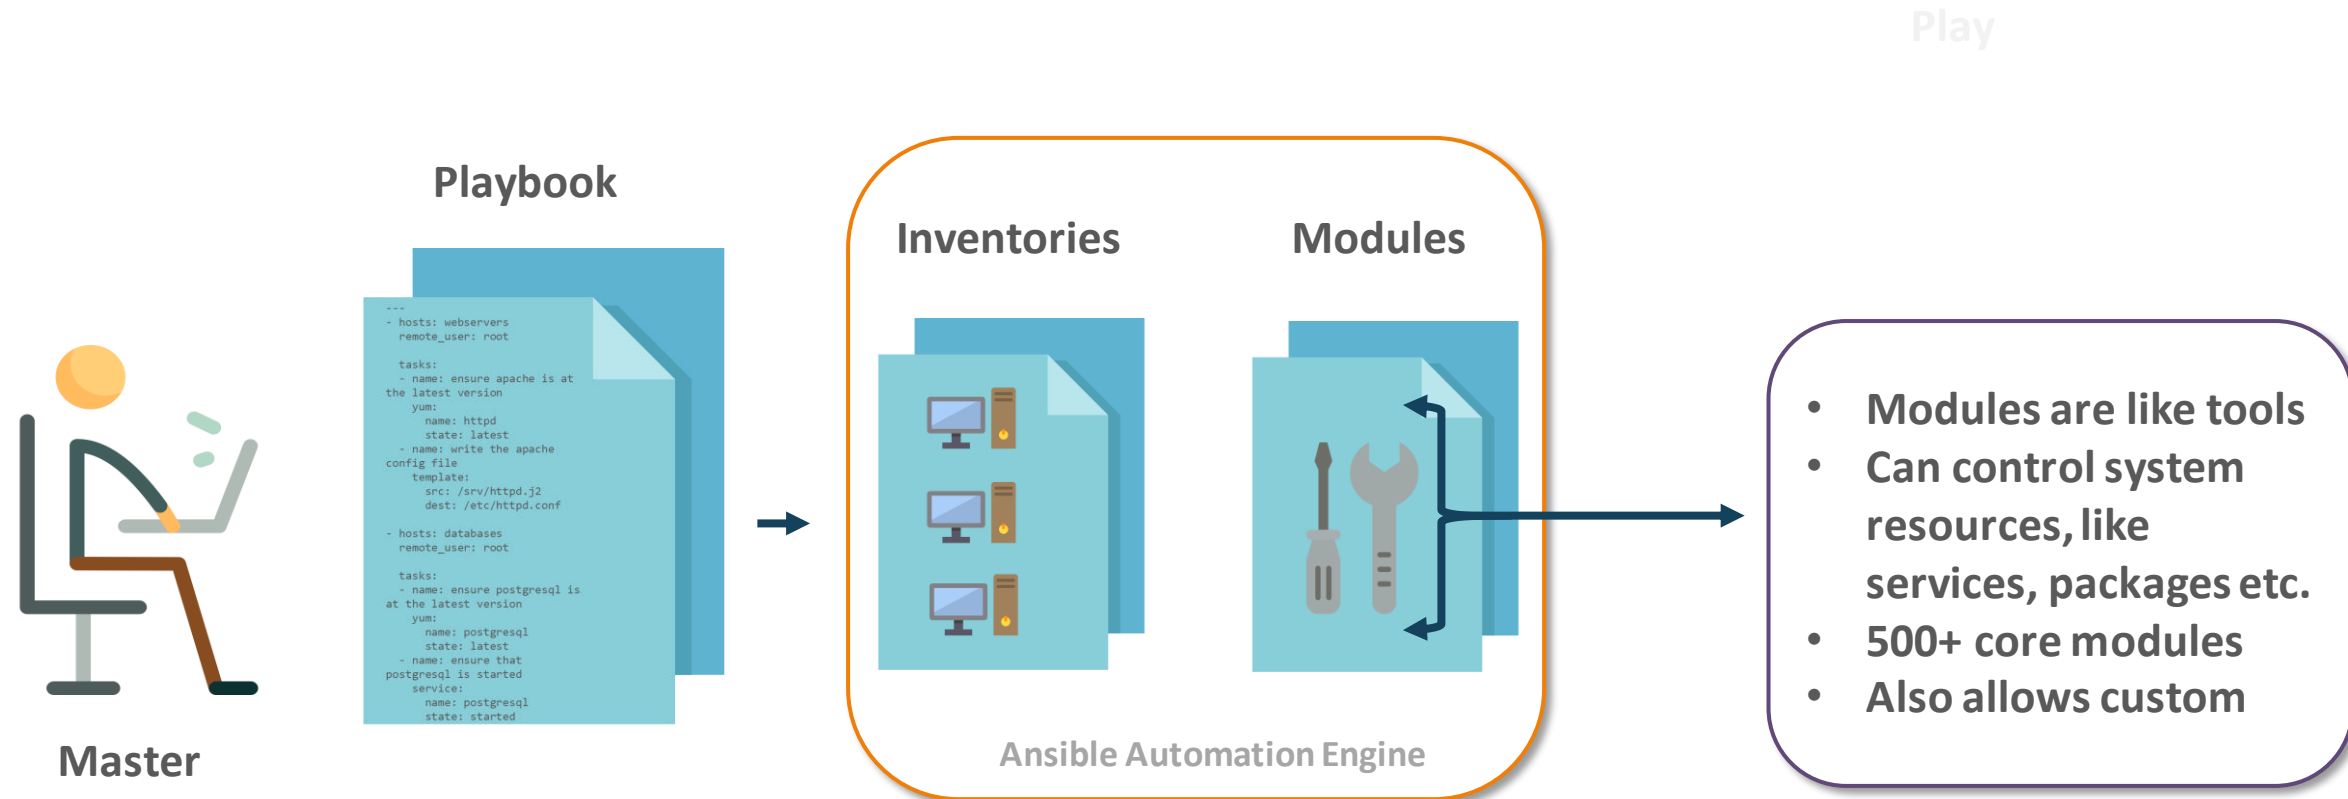 Play
Playbook
---
- hosts: webservers
remote_user: root
tasks:
- name: ensure apache is at
the latest version
yum:
name: httpd
state: latest
- name: write the apache
config file
template:
src: /srv/httpd.j2
dest: /etc/httpd.conf
- hosts: databases
remote_user: root
tasks:
- name: ensure postgresql is
at the latest version
yum:
name: postgresql
state: latest
- name: ensure that
postgresql is started
service:
name: postgresql
state: started
Master
Inventories
Modules
Ansible Automation Engine
• Modules are like tools
• Can control system
resources, like
services, packages etc.
• 500+ core modules
• Also allows custom